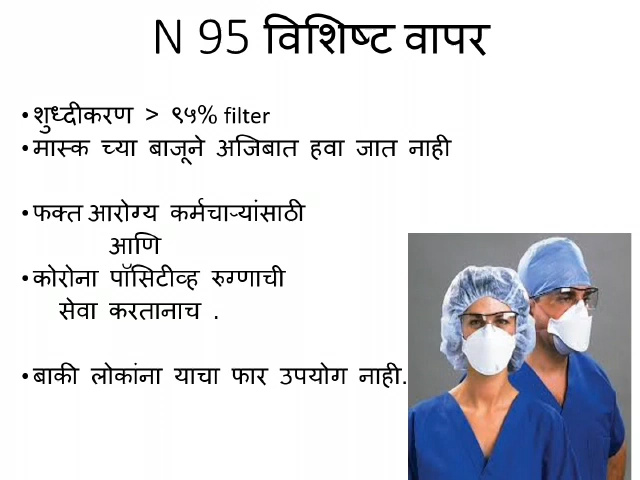 N 95 विशिष्ट वापर
• शुध्दीकरण > ९५% filter
• मास्क च्या बाजूने अजिबात हवा जात नाही
• फक्त आरोग्य कर्मचाऱ्यांसाठी
आणि
• कोरोना पॉसिटीव्ह रुग्णाची
सेवा करतानाच .
• बाकी लोकांना याचा फार उपयोग नाही.